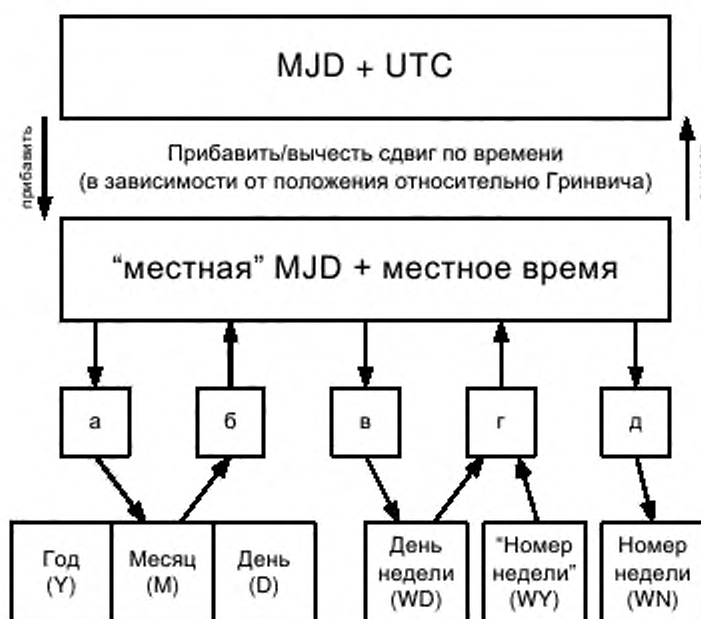 MJD + UTC
прибавить
Прибавить/вычесть сдвиг по времени
(в зависимости от положения относительно Гринвича)
“местная” MJD + местное время
а
б
в
г
д
Год
(Y)
Месяц
(M)
День
(D)
День
недели
(WD)
“Номер
недели”
(WY)
Номер
недели
(WN)